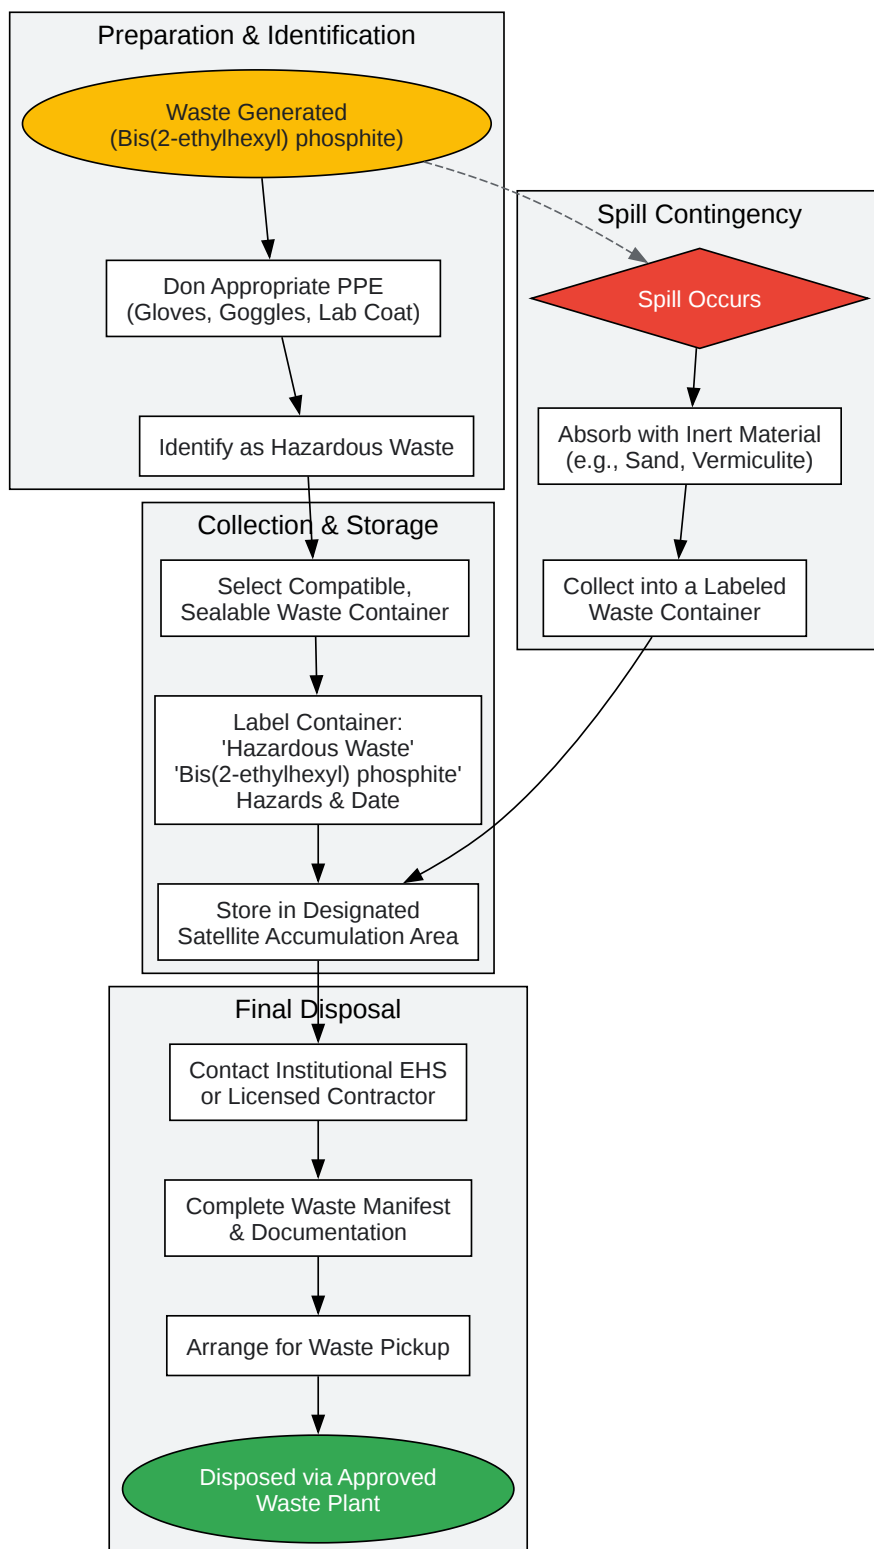 Preparation & Identification
Waste Generated
(Bis(2-ethylhexyl) phosphite)
Don Appropriate PPE
(Gloves, Goggles, Lab Coat)
Identify as Hazardous Waste
Spill Contingency
Spill Occurs
Absorb with Inert Material
(e.g., Sand, Vermiculite)
Collect into a Labeled
Waste Container
Collection & Storage
Select Compatible,
Sealable Waste Container
Label Container:
'Hazardous Waste'
'Bis(2-ethylhexyl) phosphite'
Hazards & Date
Store in Designated
Satellite Accumulation Area
Final Disposal
Contact Institutional EHS
or Licensed Contractor
Complete Waste Manifest
& Documentation
Arrange for Waste Pickup
Disposed via Approved
Waste Plant